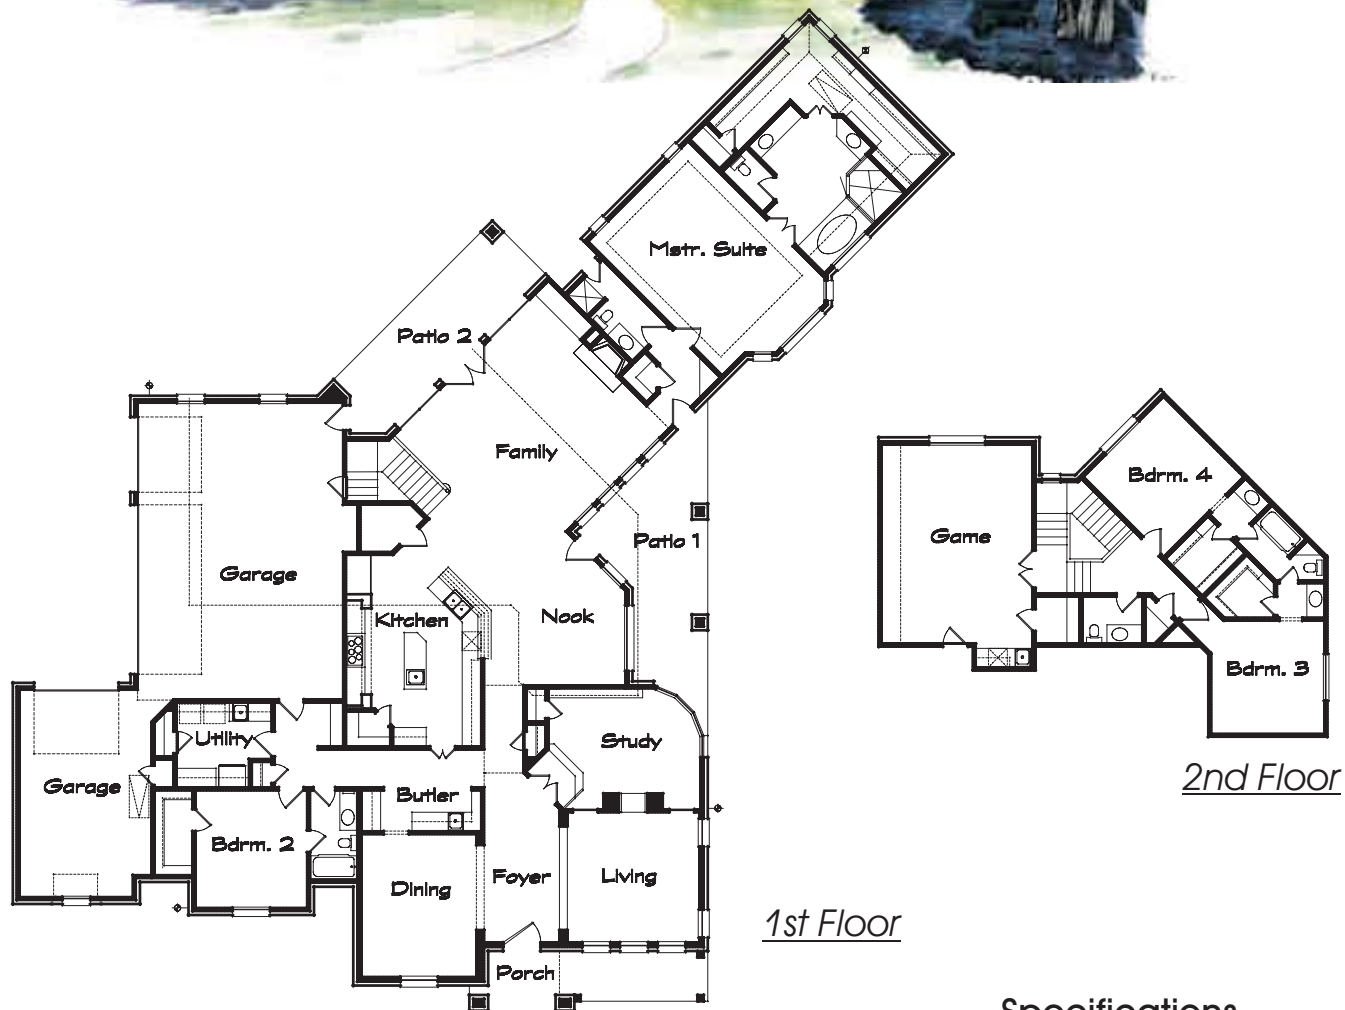 Mstr. Suite
Patio 2
Family
Patio 1
Garage
Kitchen
Nook
Utility
Study
Garage
Butler
Bdrm. 2
Dining
Foyer
Living
Porch
1st Floor
Bdrm. 4
Game
Bdrm. 3
2nd Floor
Specifications